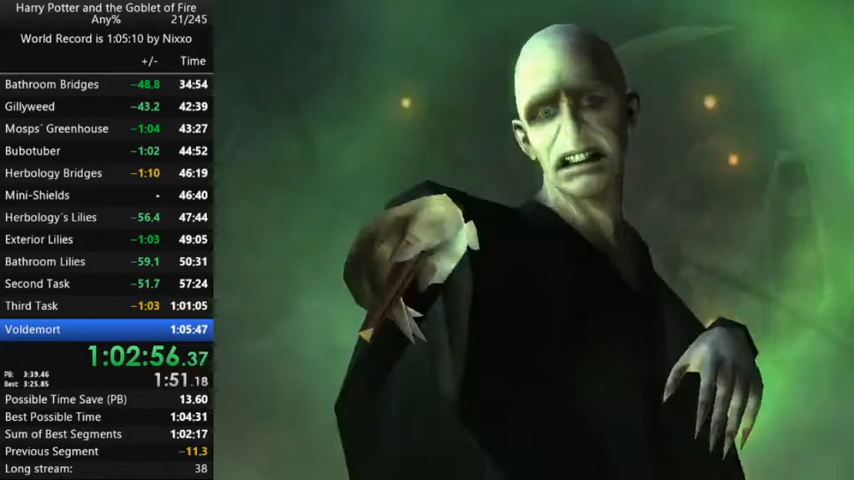 Harry Potter and the Goblet of Fire
Any% 21/245
World Record is 1:05:10 by Nixxo
+/- Time
Bathroom Bridges −48.8 34:54
Gillyweed −43.2 42:39
Mosps´ Greenhouse −1:04 43:27
Bubotuber −1:02 44:52
Herbology Bridges −1:10 46:19
Mini-Shields - 46:40
Herbology´s Lilies −56.4 47:44
Exterior Lilies −1:03 49:05
Bathroom Lilies −59.1 50:31
Second Task −51.7 57:24
Third Task −1:03 1:01:05
Voldemort 1:05:47
1:02:56.37
PB: 3:39.46
Best: 3:25.85
1:51.18
Possible Time Save (PB) 13.60
Best Possible Time 1:04:31
Sum of Best Segments 1:02:17
Previous Segment −11.3
Long stream: 38